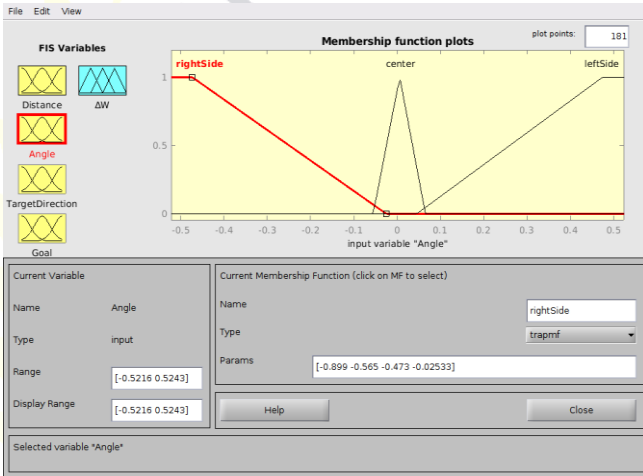 File Edit View
FIS Variables
Distance
ΔW
Angle
TargetDirection
Goal
Membership function plots
plot points:
181
rightSide
center
leftSide
1
0.5
0
-0.5 -0.4 -0.3 -0.2 -0.1 0 0.1 0.2 0.3 0.4 0.5
input variable "Angle"
Current Variable
Name Angle
Type input
Range [-0.5216 0.5243]
Display Range [-0.5216 0.5243]
Current Membership Function (click on MF to select)
Name rightSide
Type trapmf
Params [-0.899 -0.565 -0.473 -0.02533]
Help
Close
Selected variable "Angle"